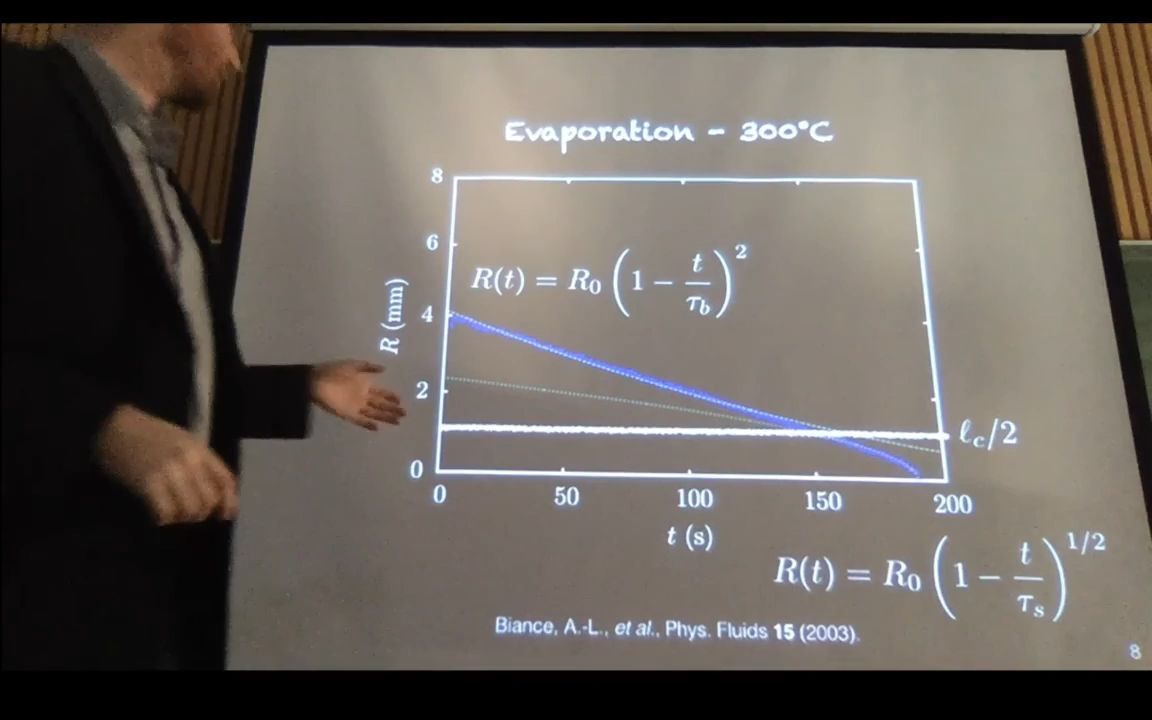 Evaporation - 300°C
8
6
4
2
0
R (mm)
R(t) = R₀ (1 − t/τ_b)²
ℓ_c/2
0 50 100 150 200
t (s)
R(t) = R₀ (1 − t/τ_s)^1/2
Biance, A.-L., et al., Phys. Fluids 15 (2003).
8